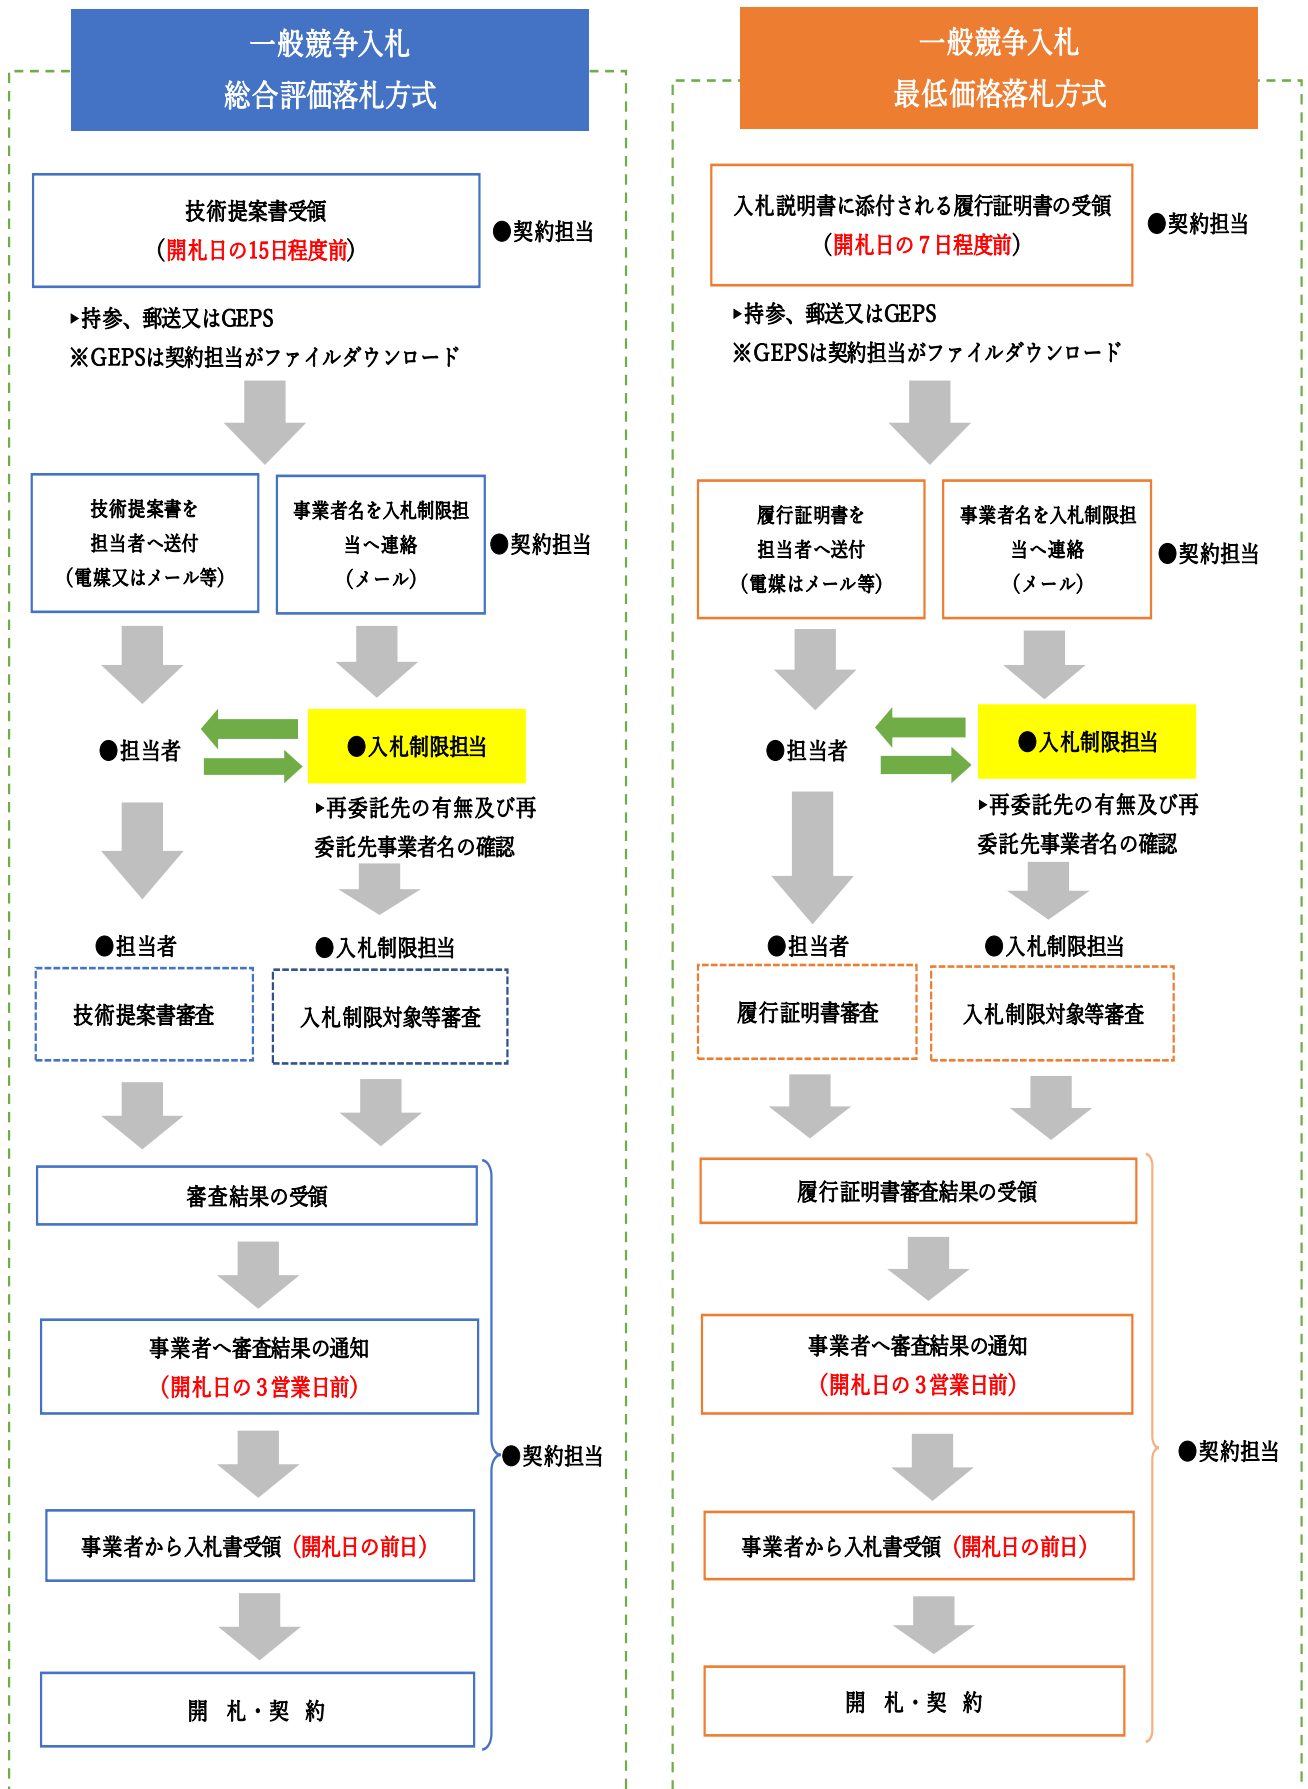 一般競争入札
総合評価落札方式
技術提案書受領
（開札日の15日程度前）
●契約担当
▶持参、郵送又はGEPS
※GEPSは契約担当がファイルダウンロード
技術提案書を
担当者へ送付
（電媒又はメール等）
事業者名を入札制限担
当へ連絡
（メール）
●契約担当
●担当者
●入札制限担当
▶再委託先の有無及び再
委託先事業者名の確認
●担当者
●入札制限担当
技術提案書審査
入札制限対象等審査
審査結果の受領
事業者へ審査結果の通知
（開札日の３営業日前）
●契約担当
事業者から入札書受領（開札日の前日）
開　札・契　約
一般競争入札
最低価格落札方式
入札説明書に添付される履行証明書の受領
（開札日の７日程度前）
●契約担当
▶持参、郵送又はGEPS
※GEPSは契約担当がファイルダウンロード
履行証明書を
担当者へ送付
（電媒はメール等）
事業者名を入札制限担
当へ連絡
（メール）
●契約担当
●担当者
●入札制限担当
▶再委託先の有無及び再
委託先事業者名の確認
●担当者
●入札制限担当
履行証明書審査
入札制限対象等審査
履行証明書審査結果の受領
事業者へ審査結果の通知
（開札日の３営業日前）
●契約担当
事業者から入札書受領（開札日の前日）
開　札・契　約